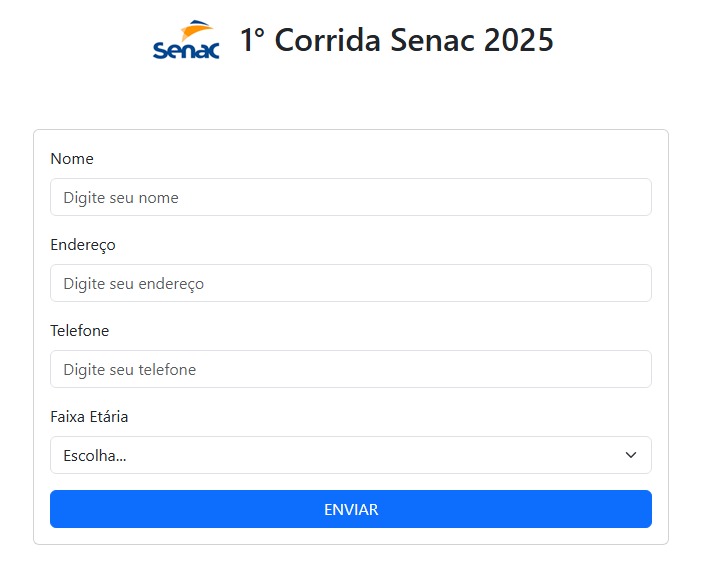 Senac 1° Corrida Senac 2025
Nome
Digite seu nome
Endereço
Digite seu endereço
Telefone
Digite seu telefone
Faixa Etária
Escolha...
ENVIAR